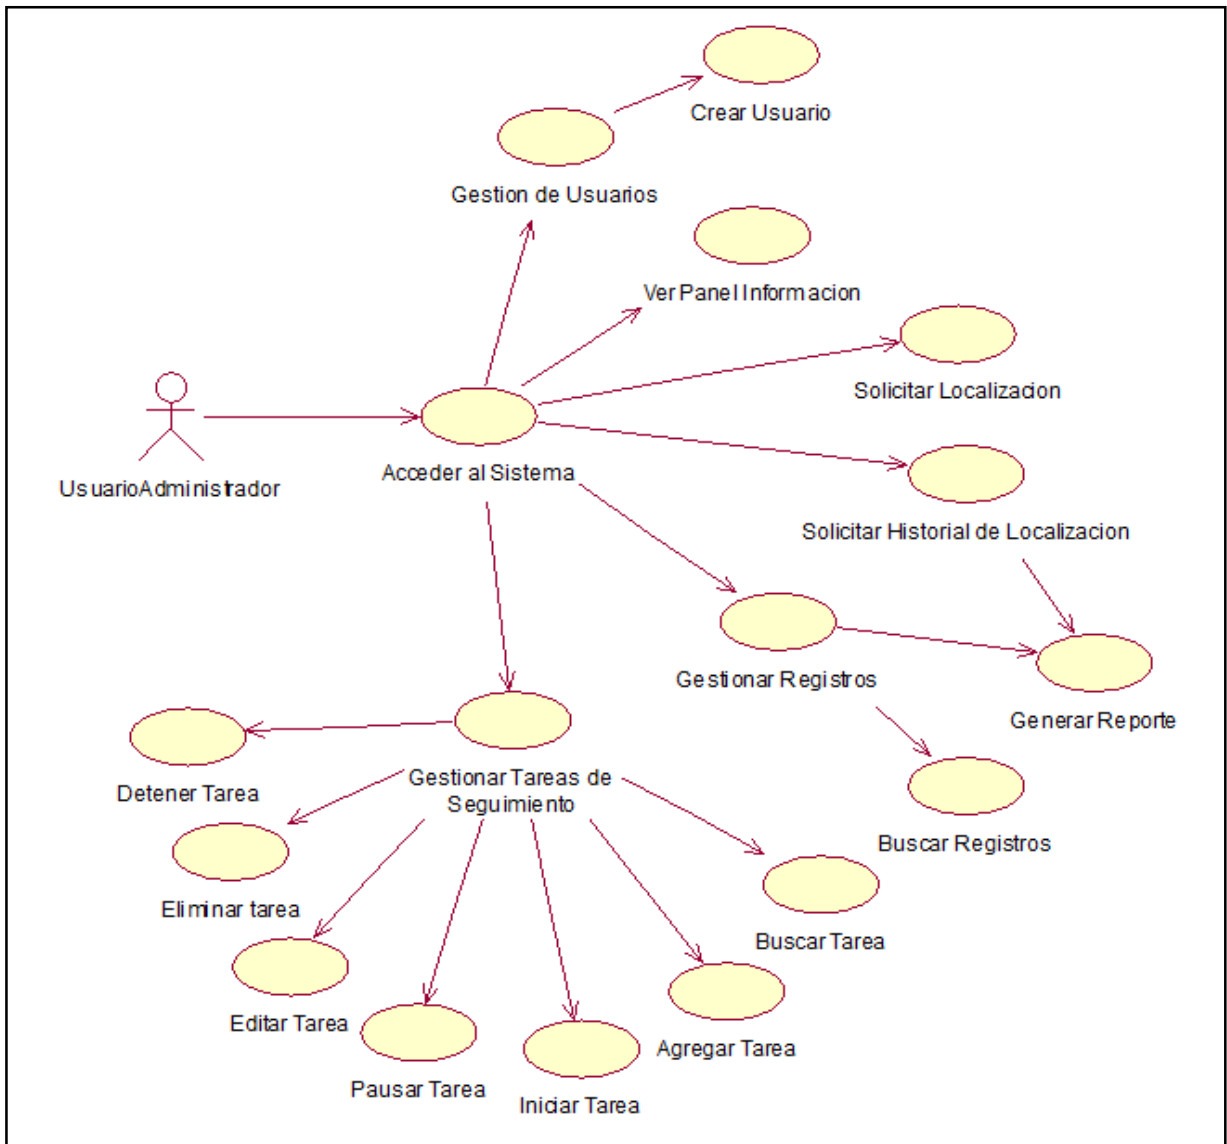 Crear Usuario
Gestion de Usuarios
Ver Panel Informacion
Solicitar Localizacion
Acceder al Sistema
UsuarioAdministrador
Solicitar Historial de Localizacion
Gestionar Registros
Generar Reporte
Gestionar Tareas de
Seguimiento
Detener Tarea
Buscar Registros
Eliminar tarea
Buscar Tarea
Editar Tarea
Agregar Tarea
Pausar Tarea
Iniciar Tarea